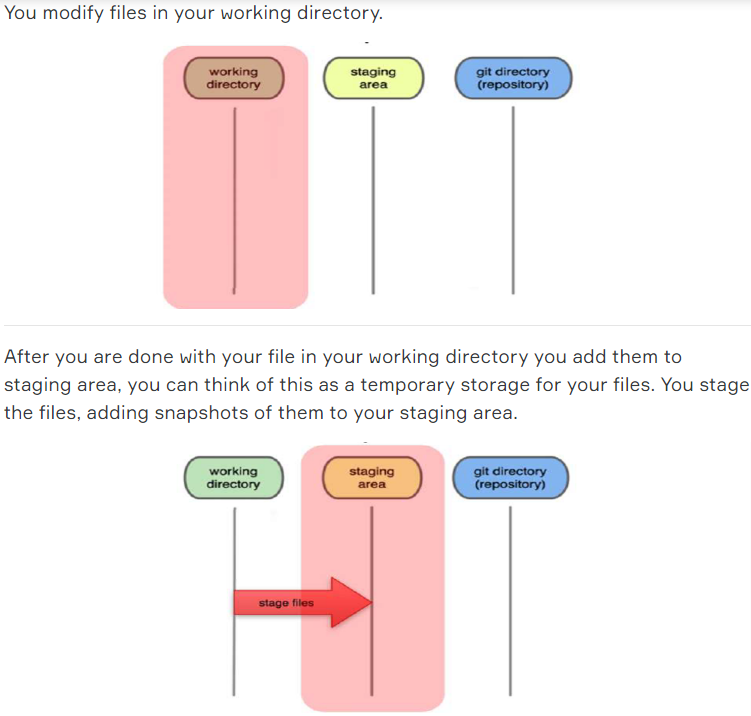 You modify files in your working directory.
working
directory
staging
area
git directory
(repository)
After you are done with your file in your working directory you add them to
staging area, you can think of this as a temporary storage for your files. You stage
the files, adding snapshots of them to your staging area.
working
directory
staging
area
git directory
(repository)
stage files